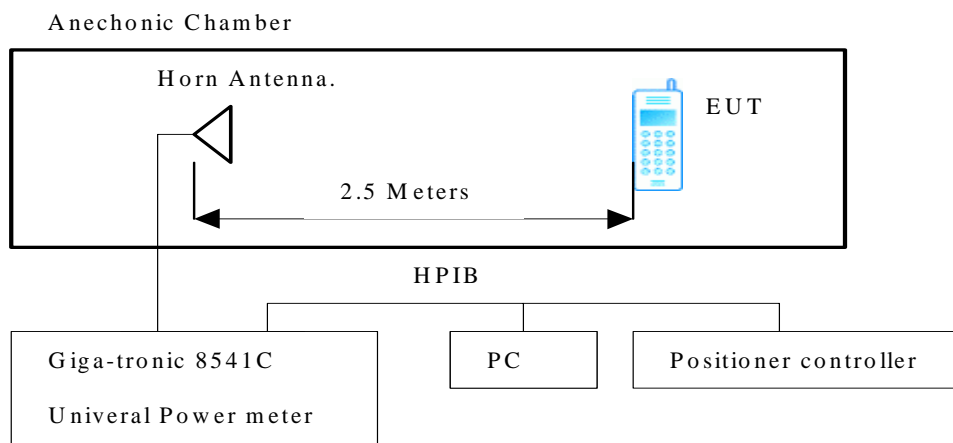 Anechonic Chamber
Horn Antenna.
EUT
2.5 Meters
HPIB
Giga-tronic 8541C
Univeral Power meter
PC
Positioner controller